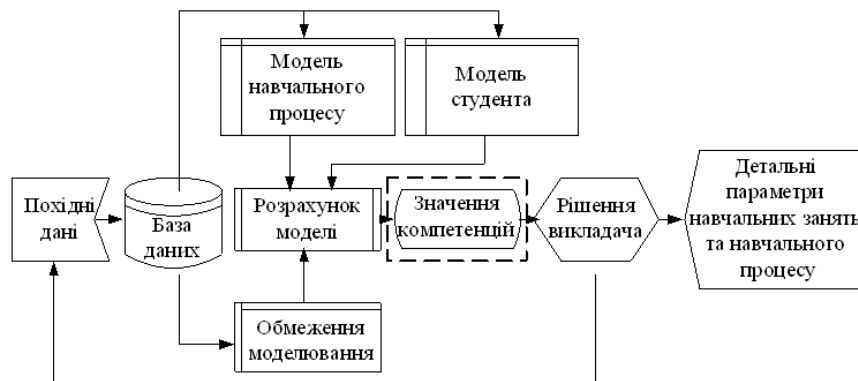 Модель
навчального
процесу
Модель
студента
Похідні
дані
База
даних
Розрахунок
моделі
Значення
компетенцій
Рішення
викладача
Детальні
параметри
навчальних занять
та навчального
процесу
Обмеження
моделювання